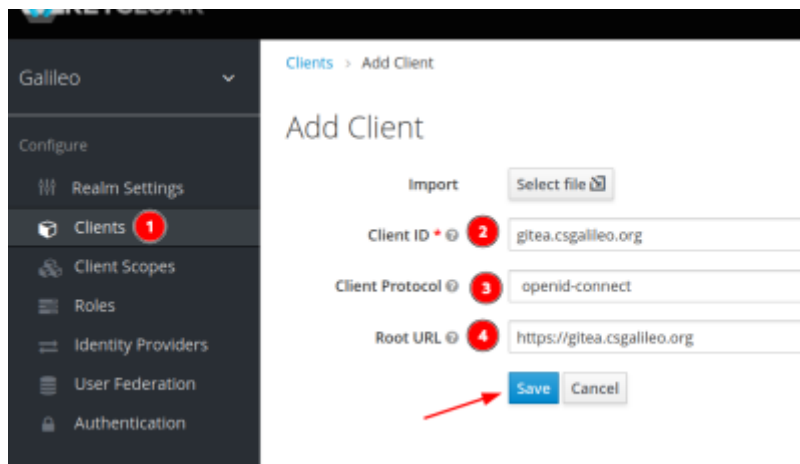 Galileo
Configure
Realm Settings
Clients 1
Client Scopes
Roles
Identity Providers
User Federation
Authentication
Clients > Add Client
Add Client
Import Select file
Client ID * 2 gitea.csgalileo.org
Client Protocol 3 openid-connect
Root URL 4 https://gitea.csgalileo.org
Save Cancel